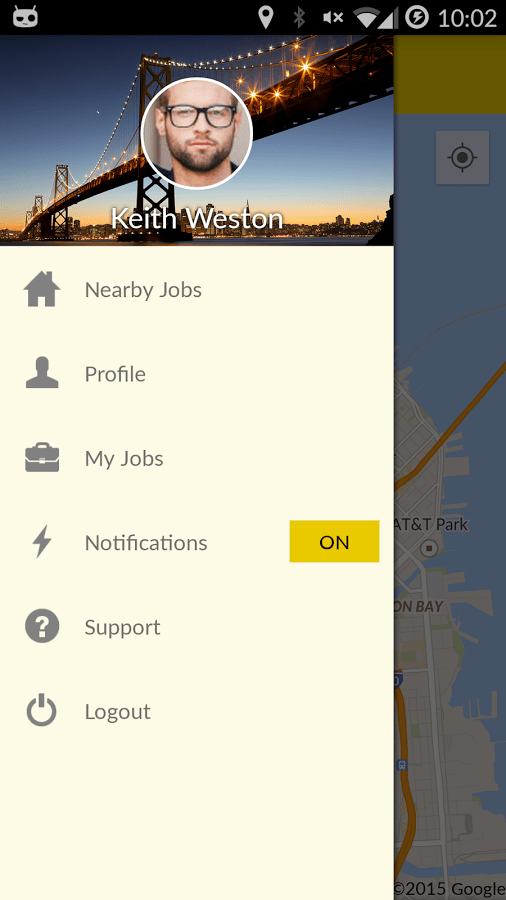 10:02
Keith Weston
Nearby Jobs
Profile
My Jobs
Notifications
ON
Support
Logout
AT&T Park
ON BAY
©2015 Google